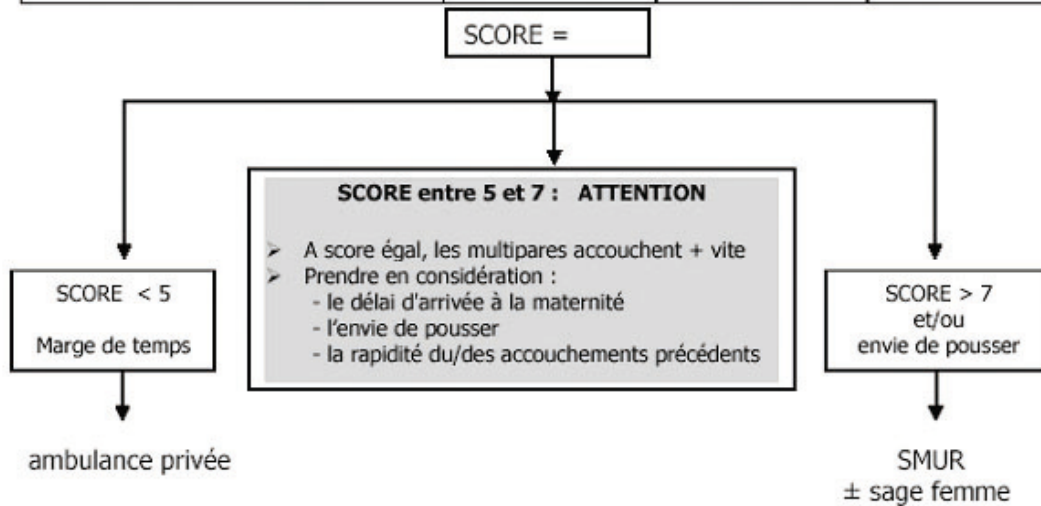 SCORE =
SCORE entre 5 et 7 : ATTENTION
➢ A score égal, les multipares accouchent + vite
➢ Prendre en considération :
- le délai d'arrivée à la maternité
- l'envie de pousser
- la rapidité du/des accouchements précédents
SCORE < 5
Marge de temps
SCORE > 7
et/ou
envie de pousser
ambulance privée
SMUR
± sage femme